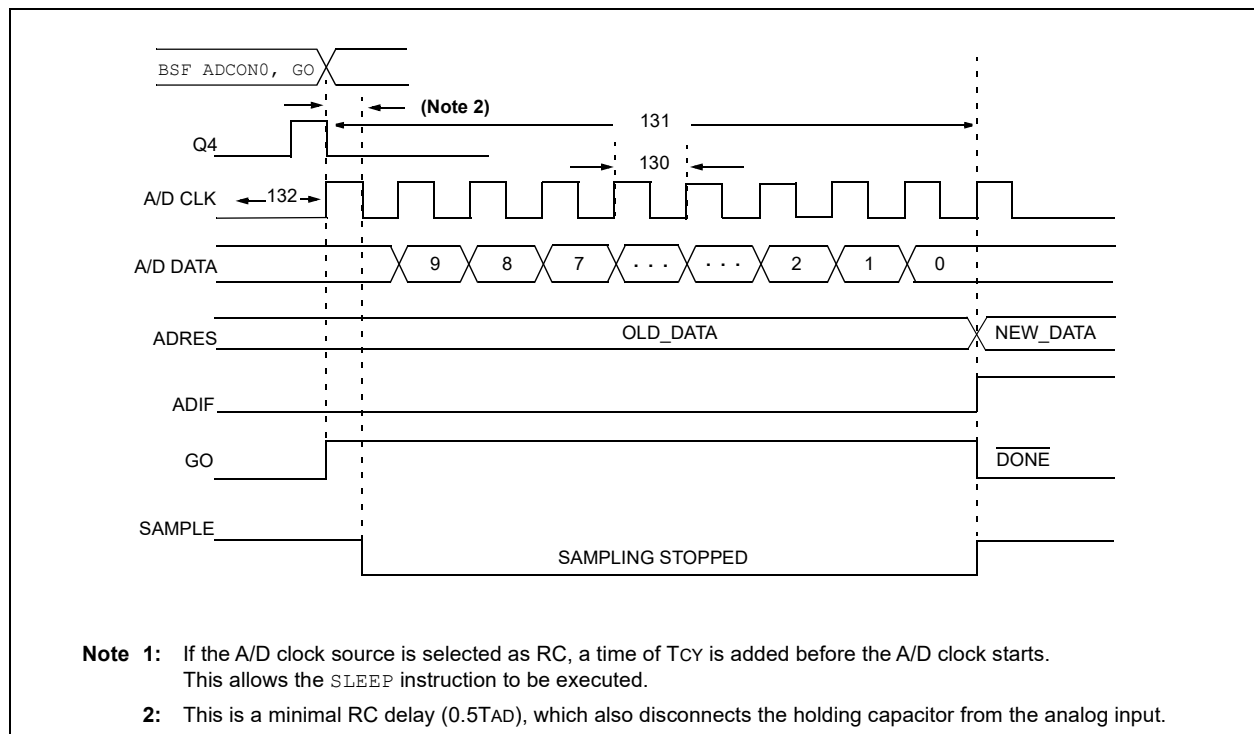 BSF ADCON0, GO
(Note 2)
131
Q4
130
A/D CLK
132
A/D DATA
9 8 7 . . . . . . 2 1 0
ADRES
OLD_DATA
NEW_DATA
ADIF
GO
DONE
SAMPLE
SAMPLING STOPPED
Note 1: If the A/D clock source is selected as RC, a time of TCY is added before the A/D clock starts.
This allows the SLEEP instruction to be executed.
2: This is a minimal RC delay (0.5TAD), which also disconnects the holding capacitor from the analog input.